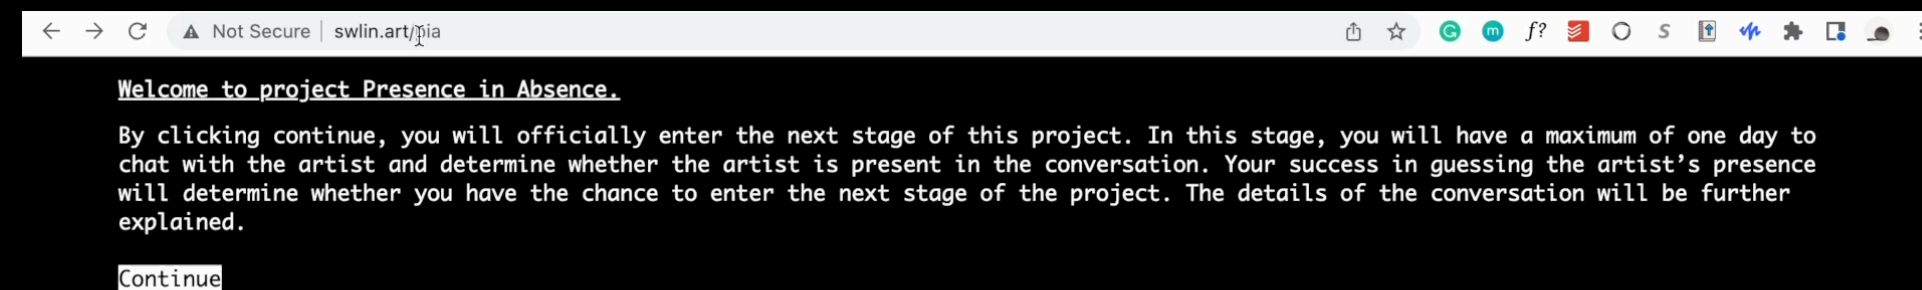 Not Secure | swlin.art/pia
Welcome to project Presence in Absence.
By clicking continue, you will officially enter the next stage of this project. In this stage, you will have a maximum of one day to
chat with the artist and determine whether the artist is present in the conversation. Your success in guessing the artist’s presence
will determine whether you have the chance to enter the next stage of the project. The details of the conversation will be further
explained.
Continue